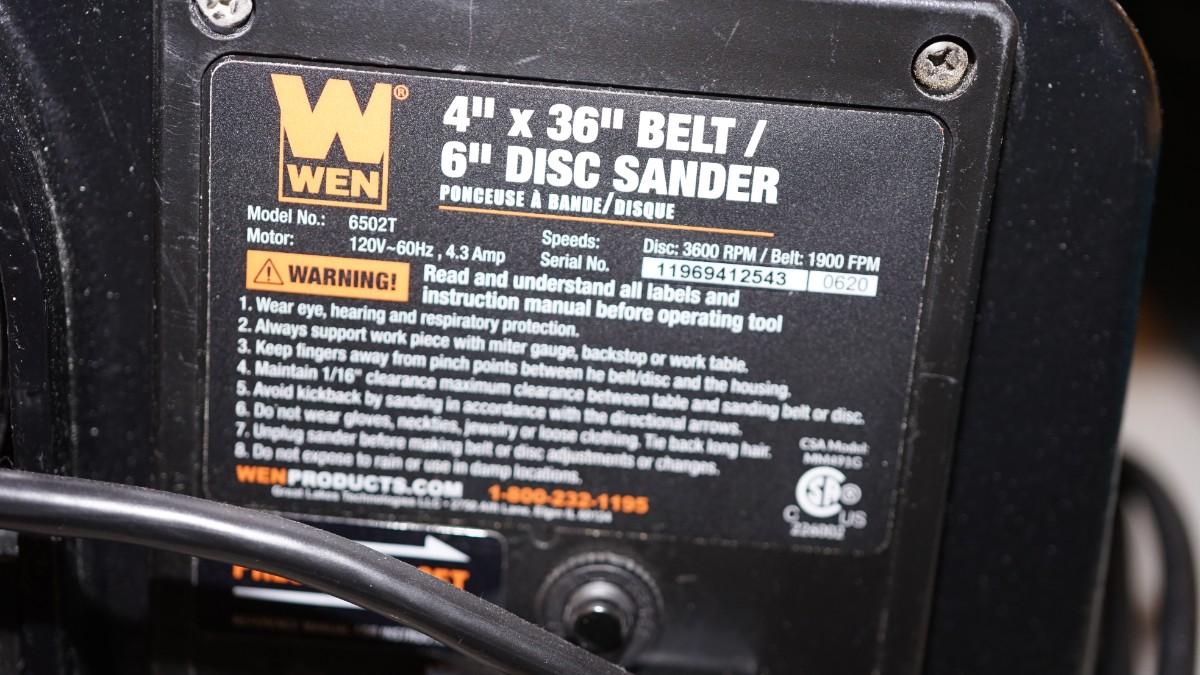 W®
WEN
4" x 36" BELT /
6" DISC SANDER
PONCEUSE À BANDE/DISQUE
Model No.: 6502T
Motor: 120V~60Hz , 4.3 Amp
Speeds: Disc: 3600 RPM / Belt: 1900 FPM
Serial No. 11969412543 0620
WARNING! Read and understand all labels and
instruction manual before operating tool
1. Wear eye, hearing and respiratory protection.
2. Always support work piece with miter gauge, backstop or work table.
3. Keep fingers away from pinch points between he belt/disc and the housing.
4. Maintain 1/16" clearance maximum clearance between table and sanding belt or disc.
5. Avoid kickback by sanding in accordance with the directional arrows.
6. Do not wear gloves, neckties, jewelry or loose clothing. Tie back long hair.
7. Unplug sander before making belt or disc adjustments or changes.
8. Do not expose to rain or use in damp locations.
WENPRODUCTS.COM 1-800-232-1195
Great Lakes Technologies LLC
CSA Model
SA®
C US